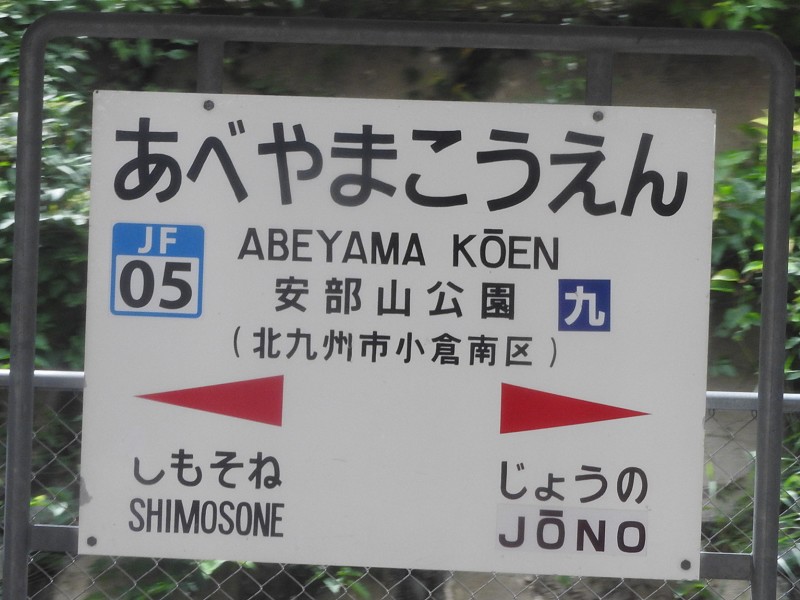 あべやまこうえん
JF
05
ABEYAMA KŌEN
安部山公園 九
(北九州市小倉南区)
しもそね
SHIMOSONE
じょうの
JŌNO